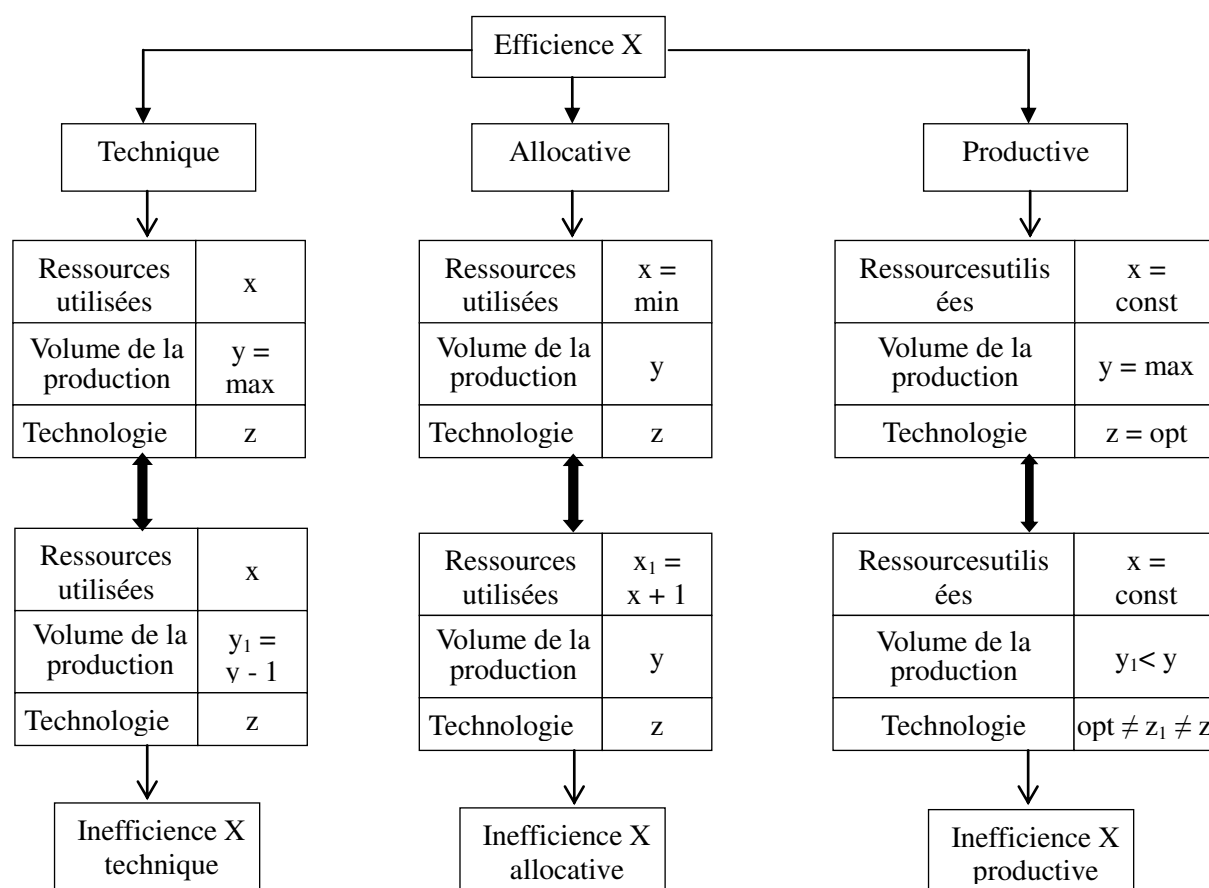 Efficience X
Technique
Allocative
Productive
Ressources
utilisées
x
Volume de la
production
y =
max
Technologie
z
Ressources
utilisées
x =
min
Volume de la
production
y
Technologie
z
Ressourcesutilis
ées
x =
const
Volume de la
production
y = max
Technologie
z = opt
Ressources
utilisées
x
Volume de la
production
y₁ =
y - 1
Technologie
z
Ressources
utilisées
x₁ =
x + 1
Volume de la
production
y
Technologie
z
Ressourcesutilis
ées
x =
const
Volume de la
production
y₁< y
Technologie
opt ≠ z₁ ≠ z
Inefficience X
technique
Inefficience X
allocative
Inefficience X
productive